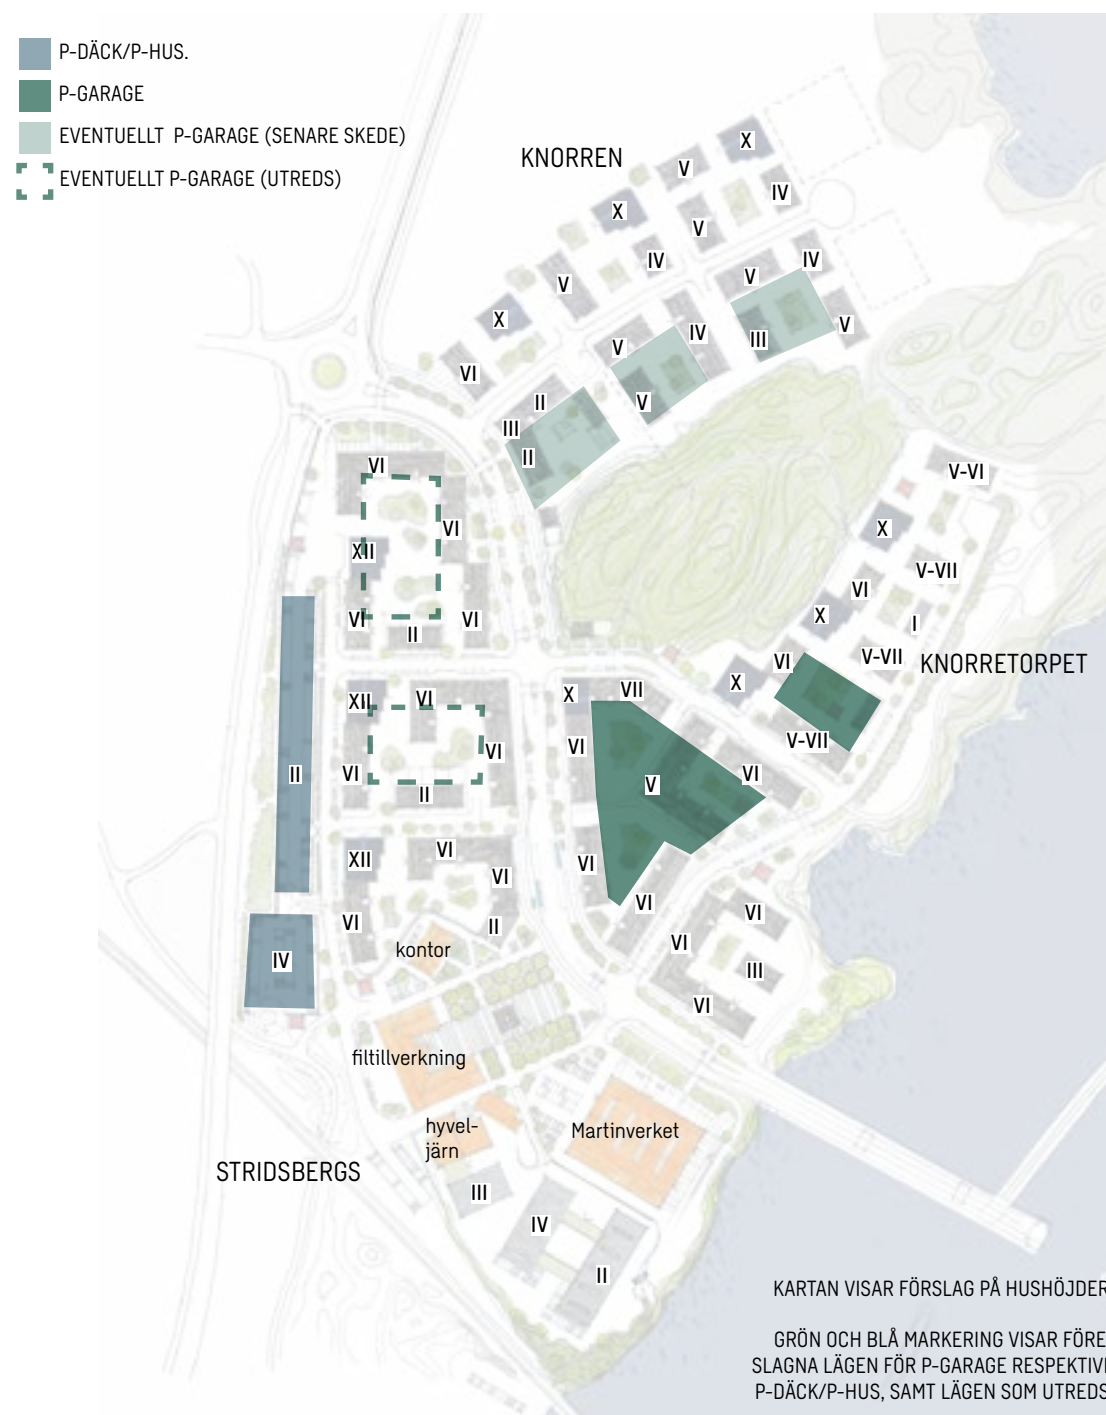 P-DÄCK/P-HUS.
P-GARAGE
EVENTUELLT P-GARAGE (SENARE SKEDE)
EVENTUELLT P-GARAGE (UTREDS)
KNORREN
X
V
IV
X
V
IV
V
IV
V
V
X
III
V
IV
V
VI
V
II
III
II
VI
V-VI
VI
X
XII
V-VII
VI
X
I
VI
VI
II
V-VII
KNORRETORPET
VI
X
XII
VI
X
VII
V-VII
VI
VI
II
VI
V
VI
II
XII
VI
VI
VI
VI
VI
VI
II
kontor
VI
IV
III
VI
filtillverkning
hyvel-
järn
Martinverket
STRIDSBERGS
III
IV
II
KARTAN VISAR FÖRSLAG PÅ HUSHÖJDER
GRÖN OCH BLÅ MARKERING VISAR FÖRE
SLAGNA LÄGEN FÖR P-GARAGE RESPEKTIVE
P-DÄCK/P-HUS, SAMT LÄGEN SOM UTREDS